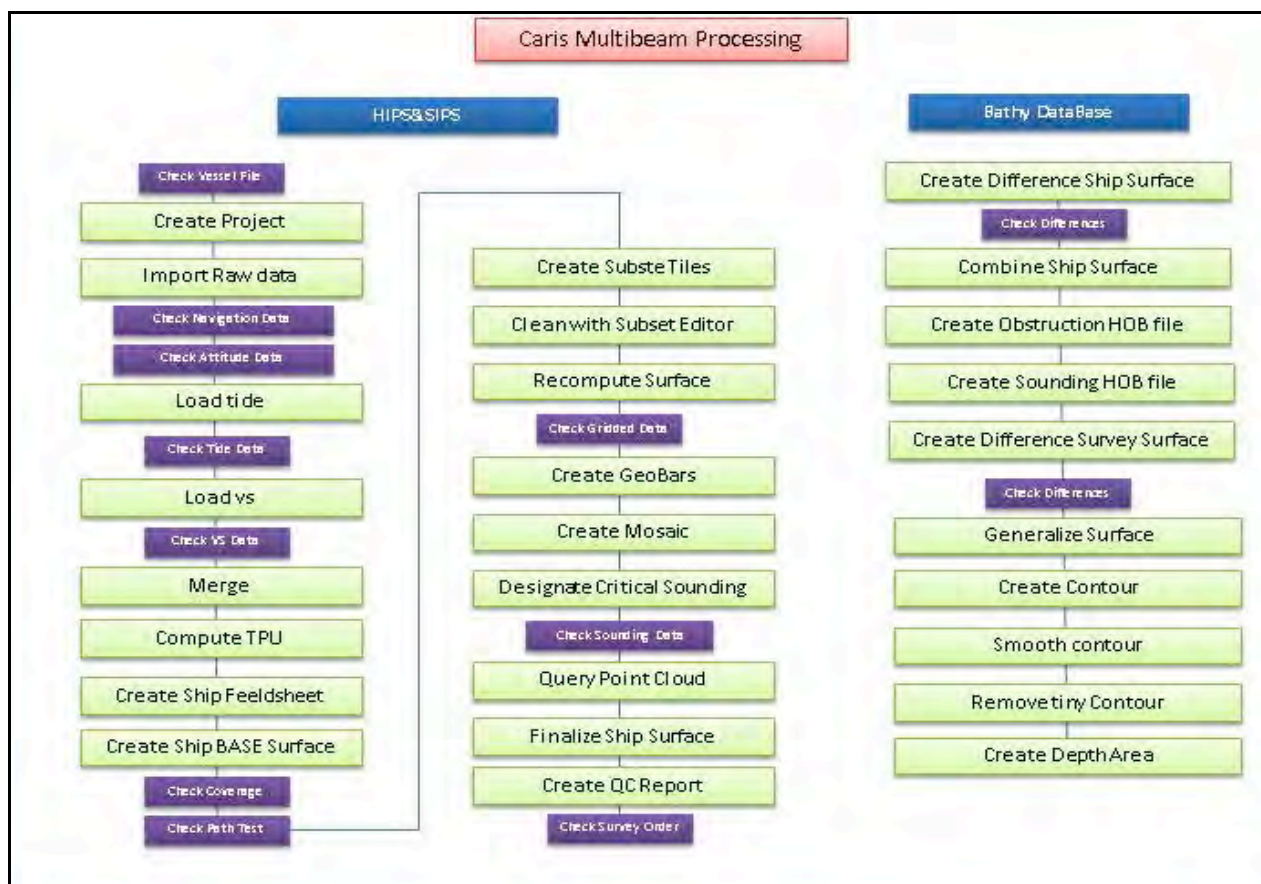 Caris Multibeam Processing
HIPS&SIPS
Check Vessel File
Create Project
Import Raw data
Check Navigation Data
Check Attitude Data
Load tide
Check Tide Data
Load vs
Check VS Data
Merge
Compute TPU
Create Ship Feeldsheet
Create Ship BASE Surface
Check Coverage
Check Path Test
Create Subste Tiles
Clean with Subset Editor
Recompute Surface
Check Gridded Data
Create GeoBars
Create Mosaic
Designate Critical Sounding
Check Sounding Data
Query Point Cloud
Finalize Ship Surface
Create QC Report
Check Survey Order
Bathy DataBase
Create Difference Ship Surface
Check Differences
Combine Ship Surface
Create Obstruction HOB file
Create Sounding HOB file
Create Difference Survey Surface
Check Differences
Generalize Surface
Create Contour
Smooth contour
Remove tiny Contour
Create Depth Area